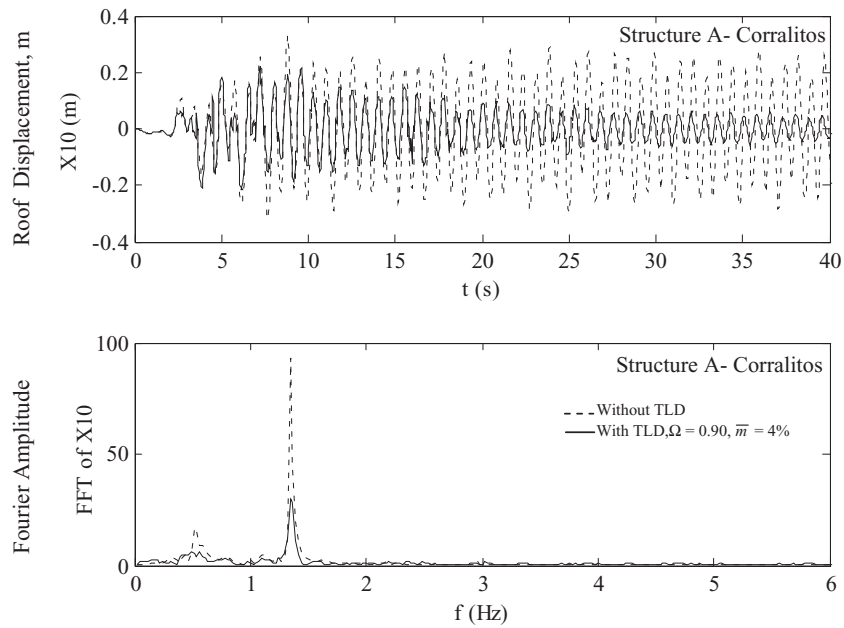 Roof Displacement, m
X10 (m)
0.4
0.2
0
-0.2
-0.4
Structure A- Corralitos
0 5 10 15 20 25 30 35 40
t (s)
Fourier Amplitude
FFT of X10
100
50
0
Structure A- Corralitos
Without TLD
With TLD,Ω = 0.90, m̅ = 4%
0 1 2 3 4 5 6
f (Hz)